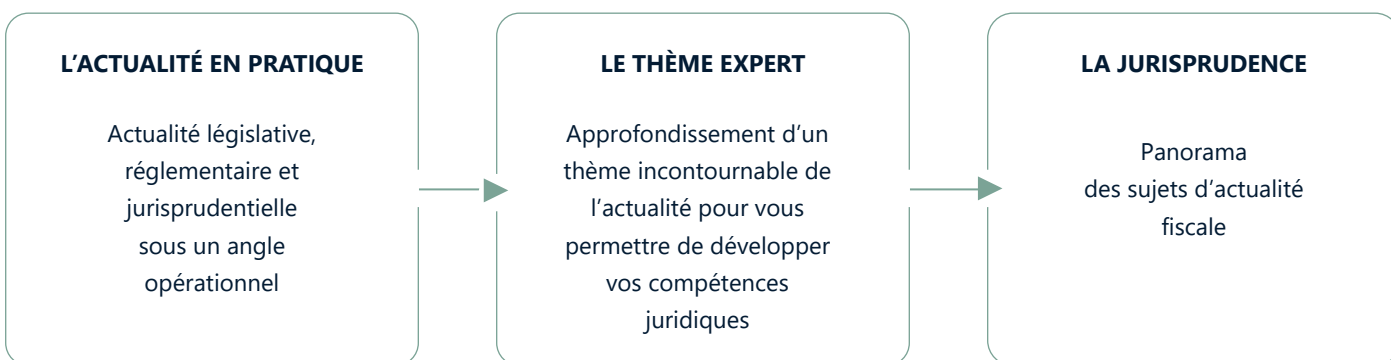 L’ACTUALITÉ EN PRATIQUE
Actualité législative,
réglementaire et
jurisprudentielle
sous un angle
opérationnel
LE THÈME EXPERT
Approfondissement d’un
thème incontournable de
l’actualité pour vous
permettre de développer
vos compétences
juridiques
LA JURISPRUDENCE
Panorama
des sujets d’actualité
fiscale